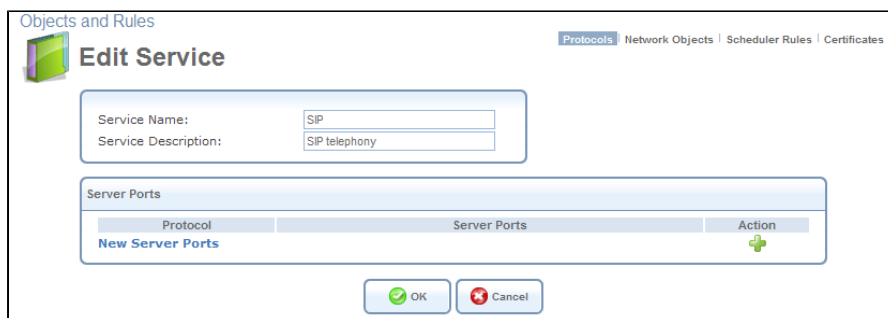 Objects and Rules
Protocols | Network Objects | Scheduler Rules | Certificates
Edit Service
Service Name: SIP
Service Description: SIP telephony
Server Ports
Protocol Server Ports Action
New Server Ports
OK Cancel